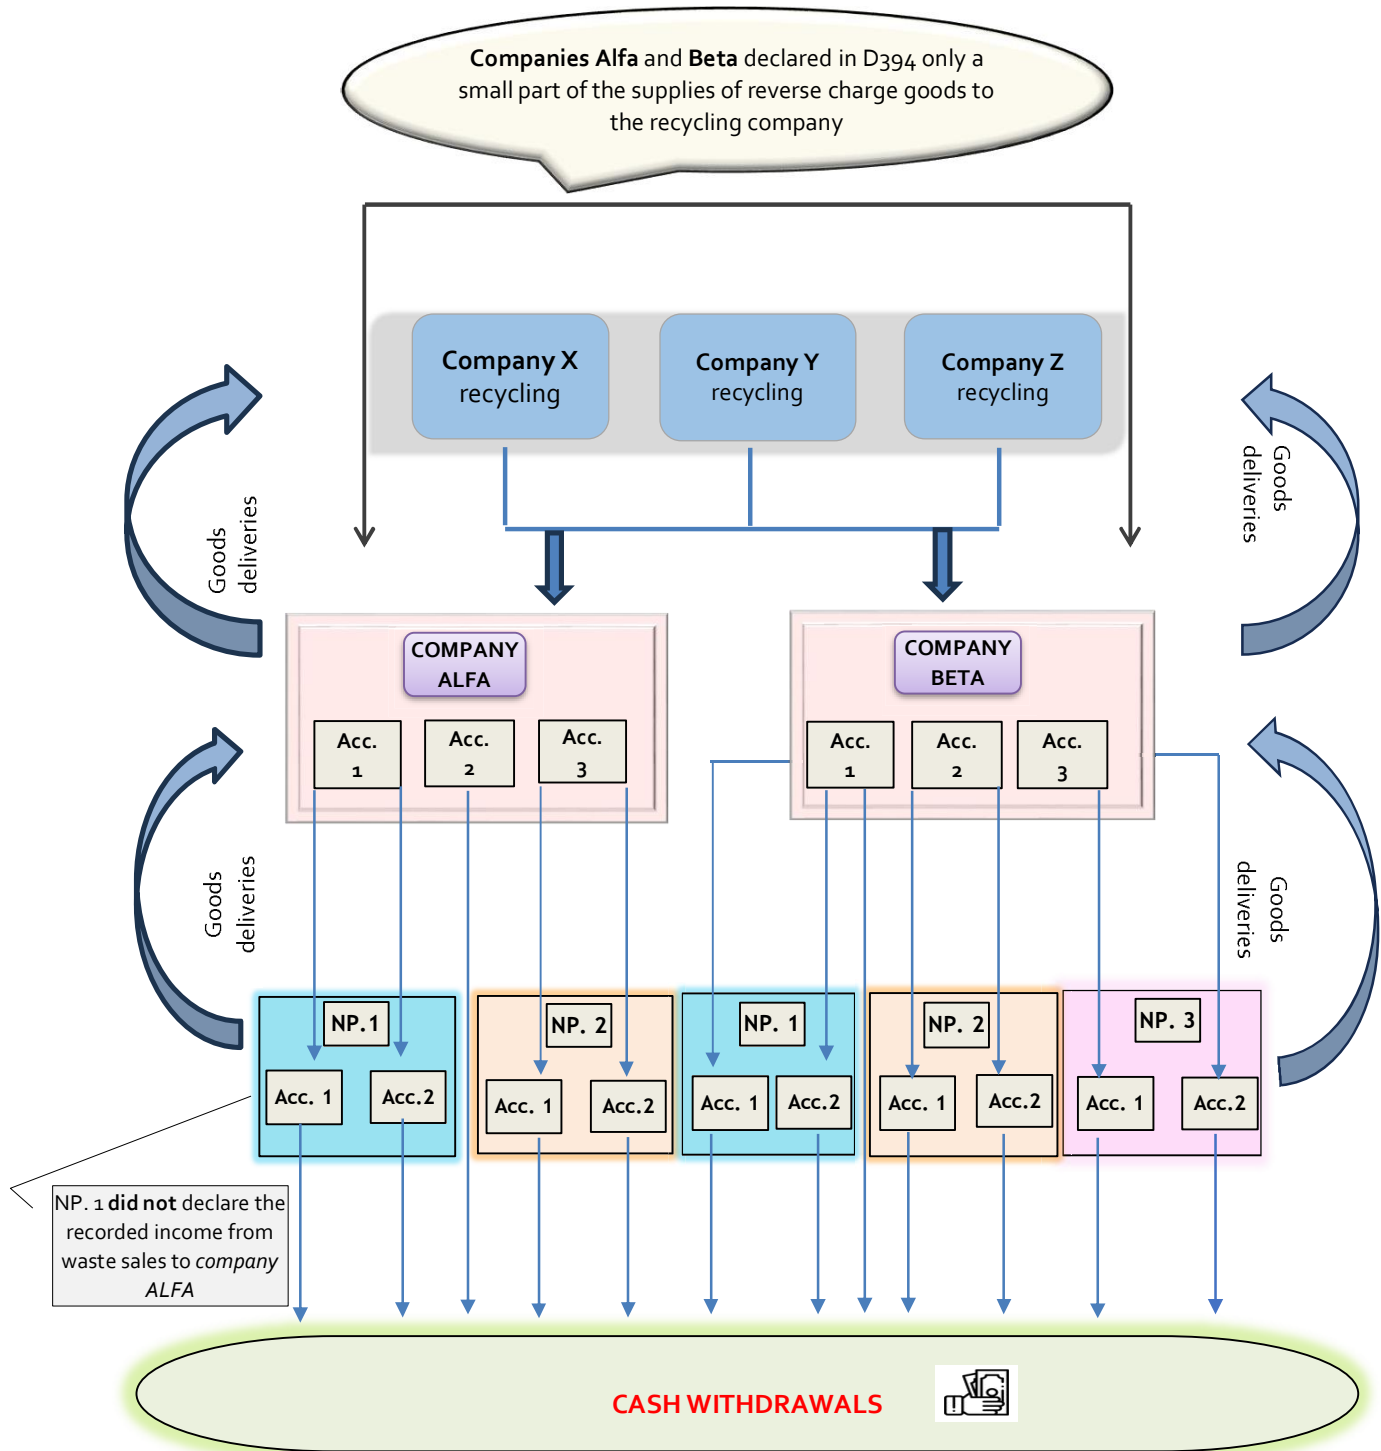 Companies Alfa and Beta declared in D394 only a
small part of the supplies of reverse charge goods to
the recycling company
Company X
recycling
Company Y
recycling
Company Z
recycling
Goods
deliveries
Goods
deliveries
COMPANY
ALFA
COMPANY
BETA
Acc.
1
Acc.
2
Acc.
3
Acc.
1
Acc.
2
Acc.
3
Goods
deliveries
Goods
deliveries
NP.1
NP. 2
NP. 1
NP. 2
NP. 3
Acc. 1
Acc.2
Acc. 1
Acc.2
Acc. 1
Acc.2
Acc. 1
Acc.2
Acc. 1
Acc.2
NP. 1 did not declare the
recorded income from
waste sales to company
ALFA
CASH WITHDRAWALS